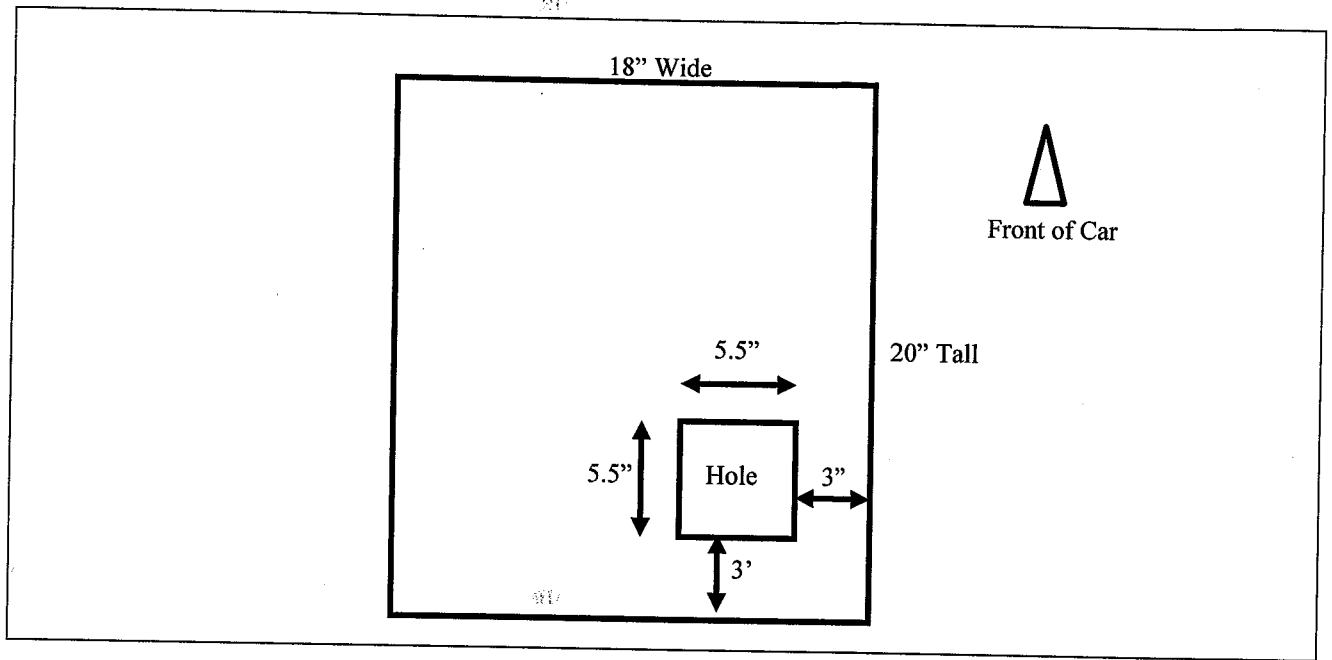 18” Wide
Front of Car
5.5”
20” Tall
5.5”
Hole
3”
3’